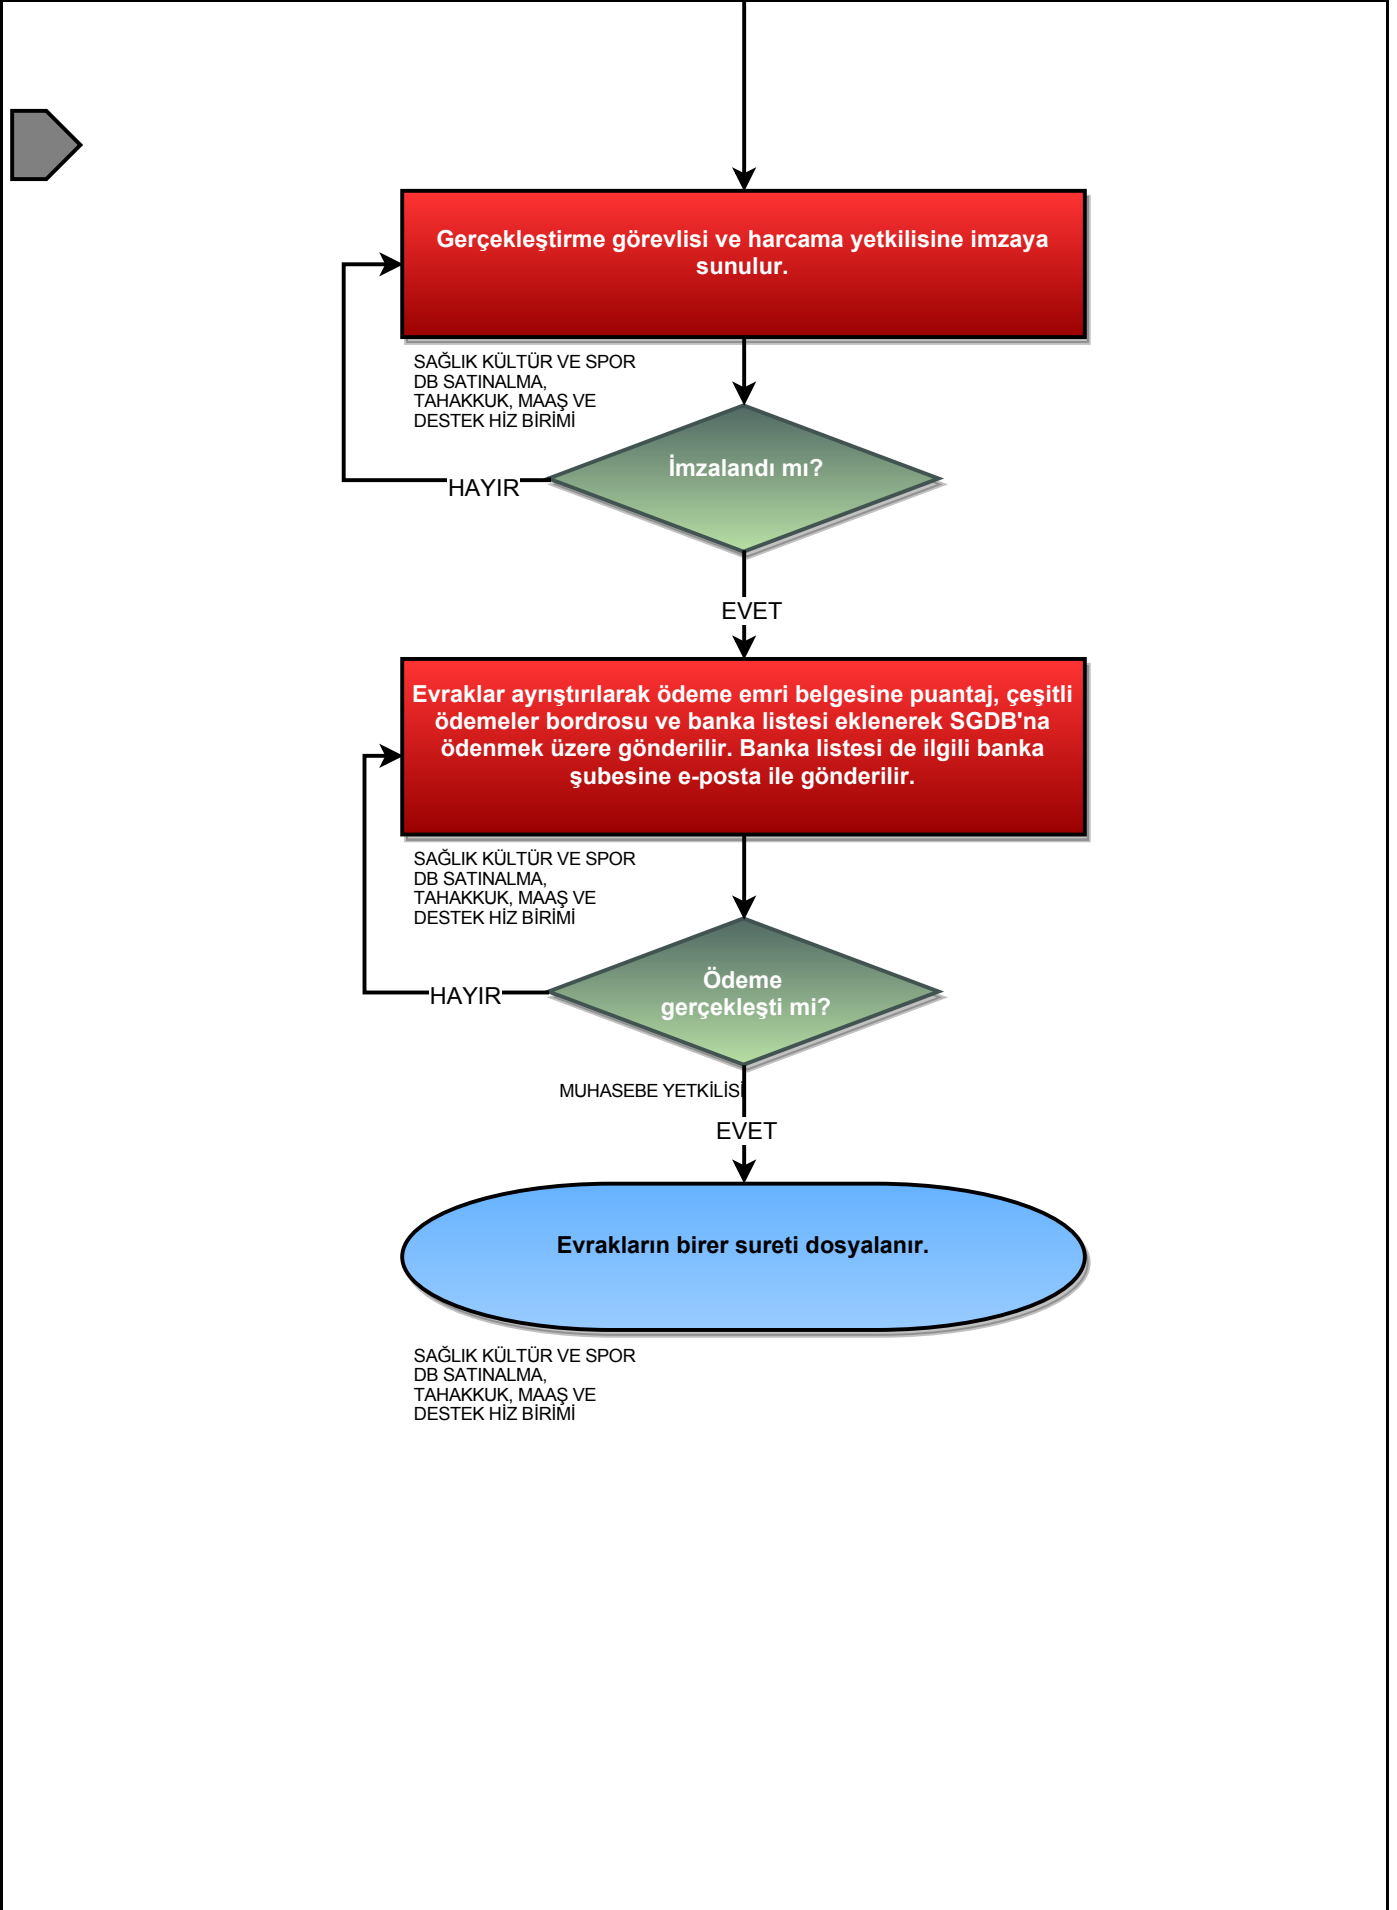 Gerçekleştirme görevlisi ve harcama yetkilisine imzaya
sunulur.
SAĞLIK KÜLTÜR VE SPOR
DB SATINALMA,
TAHAKKUK, MAAŞ VE
DESTEK HİZ BİRİMİ
İmzalandı mı?
HAYIR
EVET
Evraklar ayrıştırılarak ödeme emri belgesine puantaj, çeşitli
ödemeler bordrosu ve banka listesi eklenerek SGDB'na
ödenmek üzere gönderilir. Banka listesi de ilgili banka
şubesine e-posta ile gönderilir.
SAĞLIK KÜLTÜR VE SPOR
DB SATINALMA,
TAHAKKUK, MAAŞ VE
DESTEK HİZ BİRİMİ
Ödeme
gerçekleşti mi?
HAYIR
MUHASEBE YETKİLİSİ
EVET
Evrakların birer sureti dosyalanır.
SAĞLIK KÜLTÜR VE SPOR
DB SATINALMA,
TAHAKKUK, MAAŞ VE
DESTEK HİZ BİRİMİ